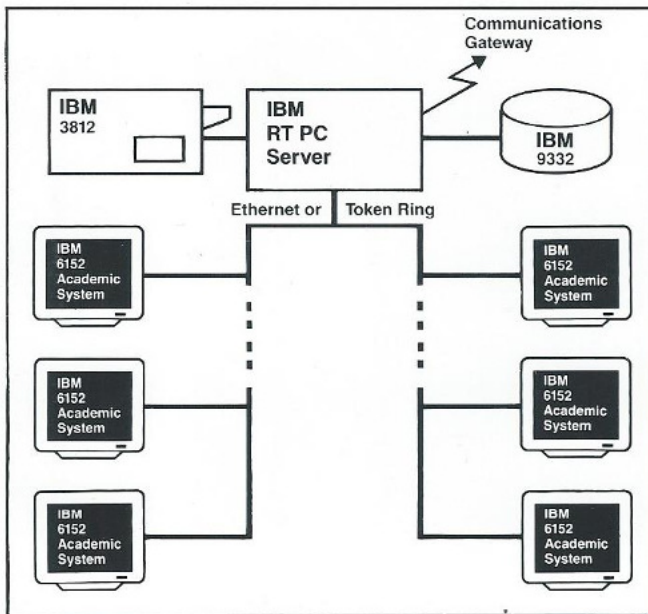 Communications
Gateway
IBM
3812
IBM
RT PC
Server
IBM
9332
Ethernet or Token Ring
IBM
6152
Academic
System
IBM
6152
Academic
System
IBM
6152
Academic
System
IBM
6152
Academic
System
IBM
6152
Academic
System
IBM
6152
Academic
System